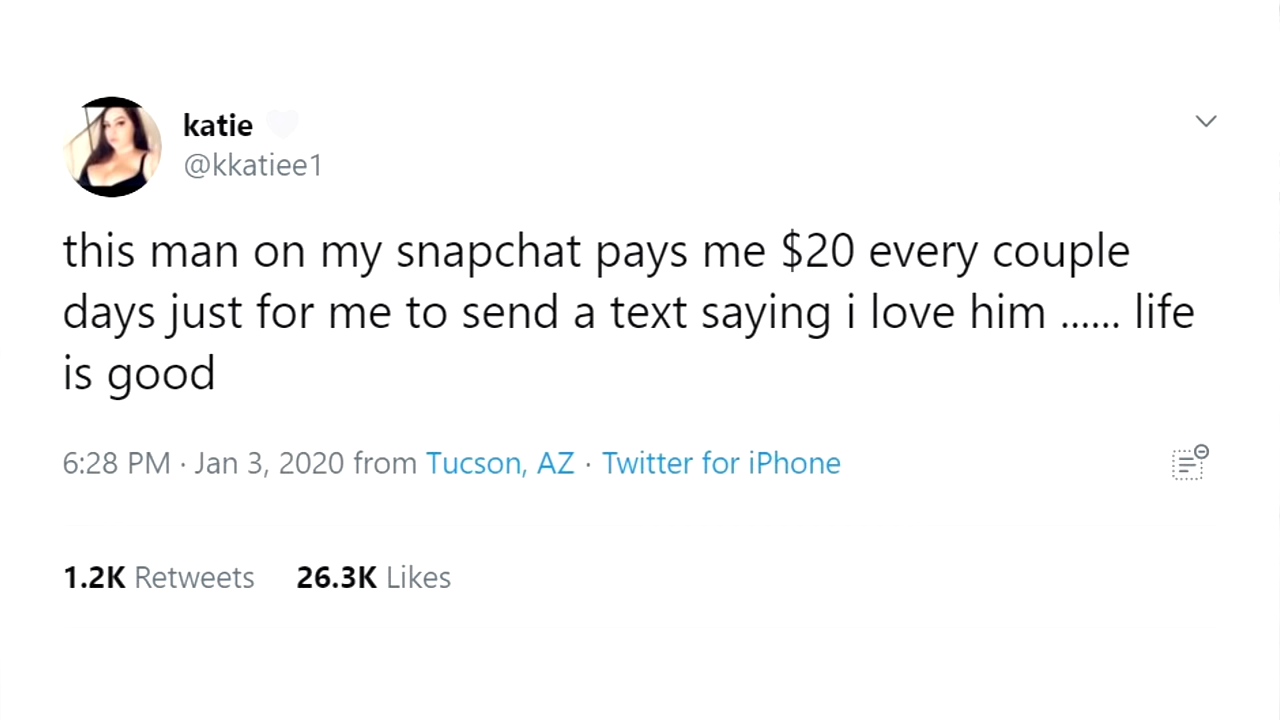 katie
@kkatiee1
this man on my snapchat pays me $20 every couple
days just for me to send a text saying i love him ...... life
is good
6:28 PM · Jan 3, 2020 from Tucson, AZ · Twitter for iPhone
1.2K Retweets 26.3K Likes